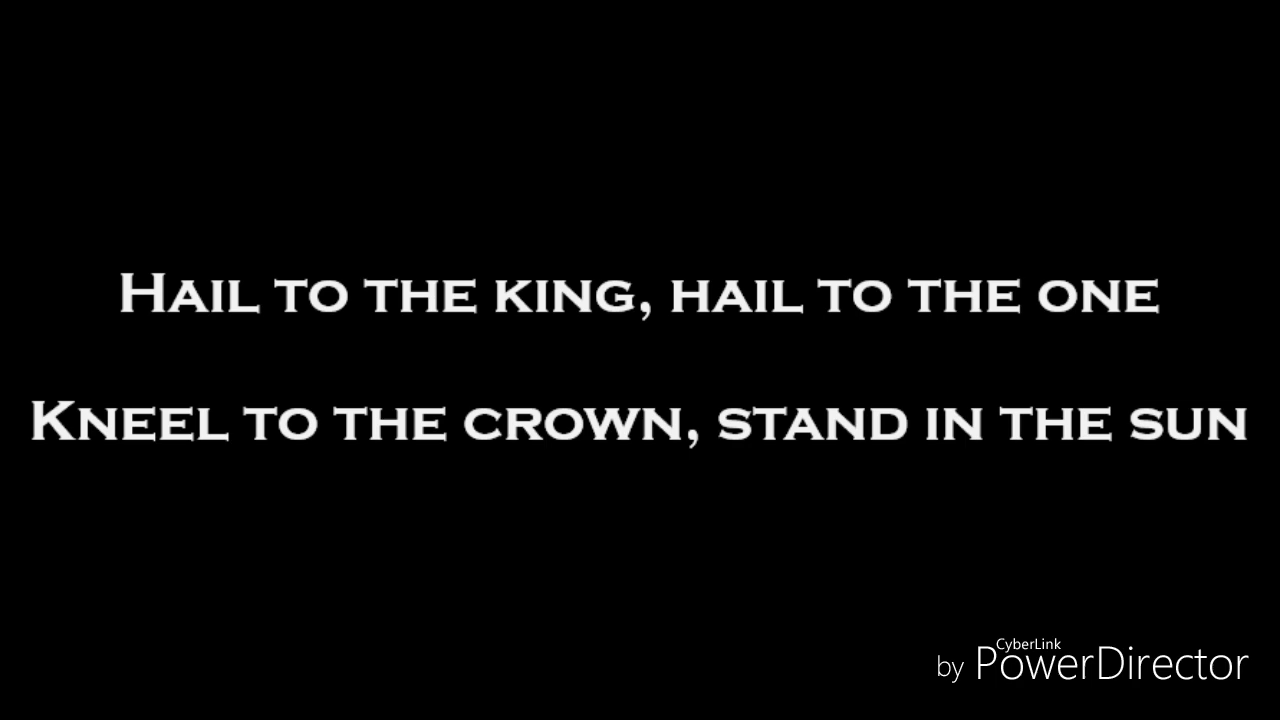 Hail to the king, hail to the one
Kneel to the crown, stand in the sun
by CyberLink PowerDirector